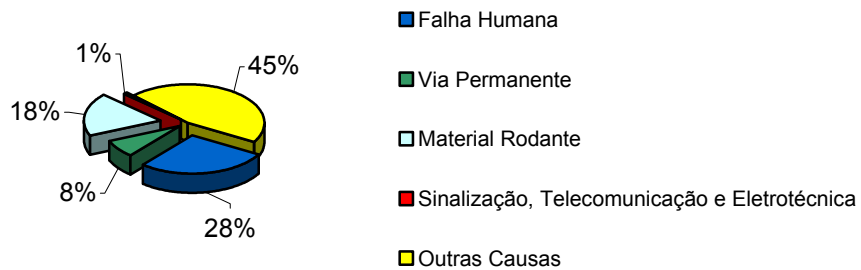 1%
45%
18%
8%
28%
Falha Humana
Via Permanente
Material Rodante
Sinalização, Telecomunicação e Eletrotécnica
Outras Causas